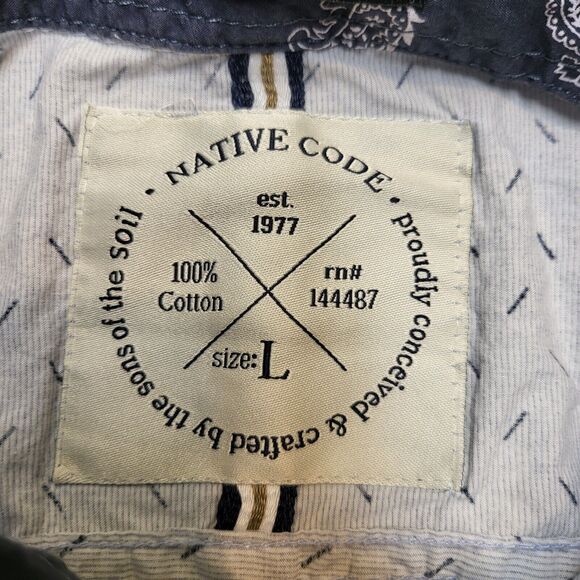 · NATIVE CODE ·
proudly conceived & crafted by the sons of the soil
est.
1977
100%
Cotton
rn#
144487
size: L